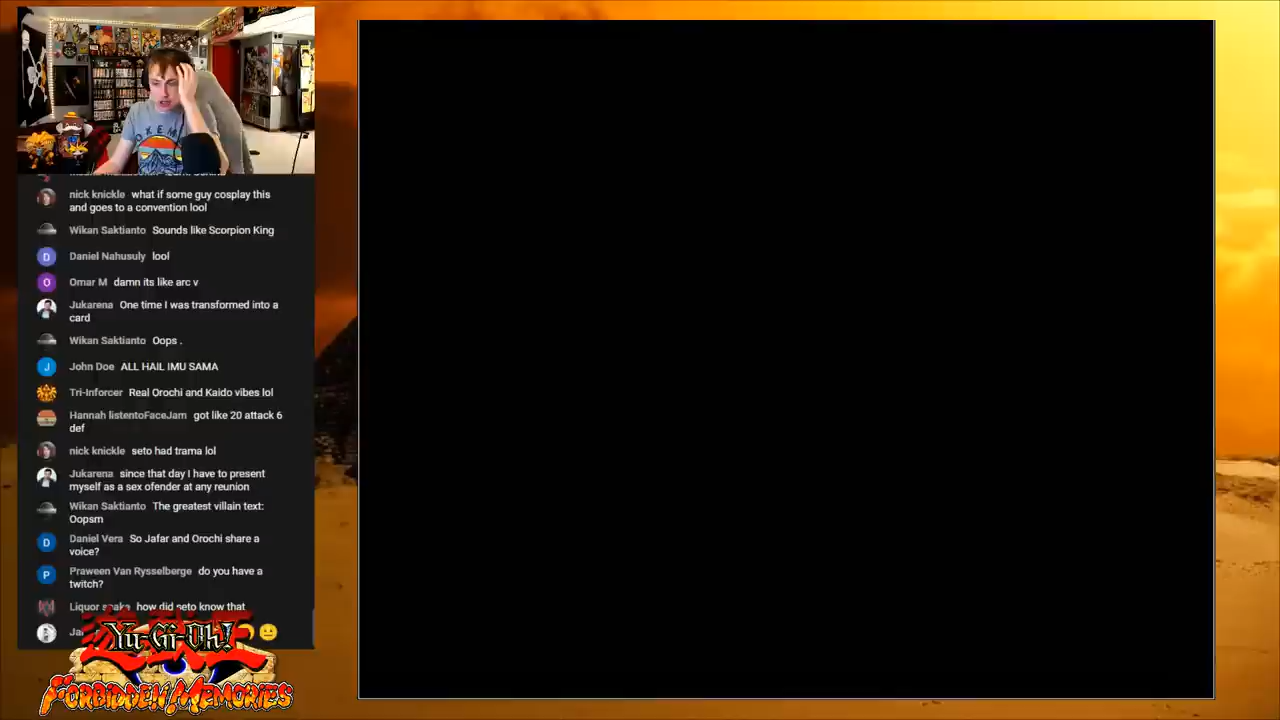 POKEM
nick knickle what if some guy cosplay this
and goes to a convention lool
Wikan Saktianto Sounds like Scorpion King
D
Daniel Nahusuly lool
O
Omar M damn its like arc v
Jukarena One time I was transformed into a
card
Wikan Saktianto Oops .
J
John Doe ALL HAIL IMU SAMA
Tri-Inforcer Real Orochi and Kaido vibes lol
Hannah listentoFaceJam got like 20 attack 6
def
nick knickle seto had trama lol
Jukarena since that day I have to present
myself as a sex ofender at any reunion
Wikan Saktianto The greatest villain text:
Oopsm
D
Daniel Vera So Jafar and Orochi share a
voice?
P
Praween Van Rysselberge do you have a
twitch?
Liquor snake how did seto know that
Yu-Gi-Oh!
Forbidden Memories